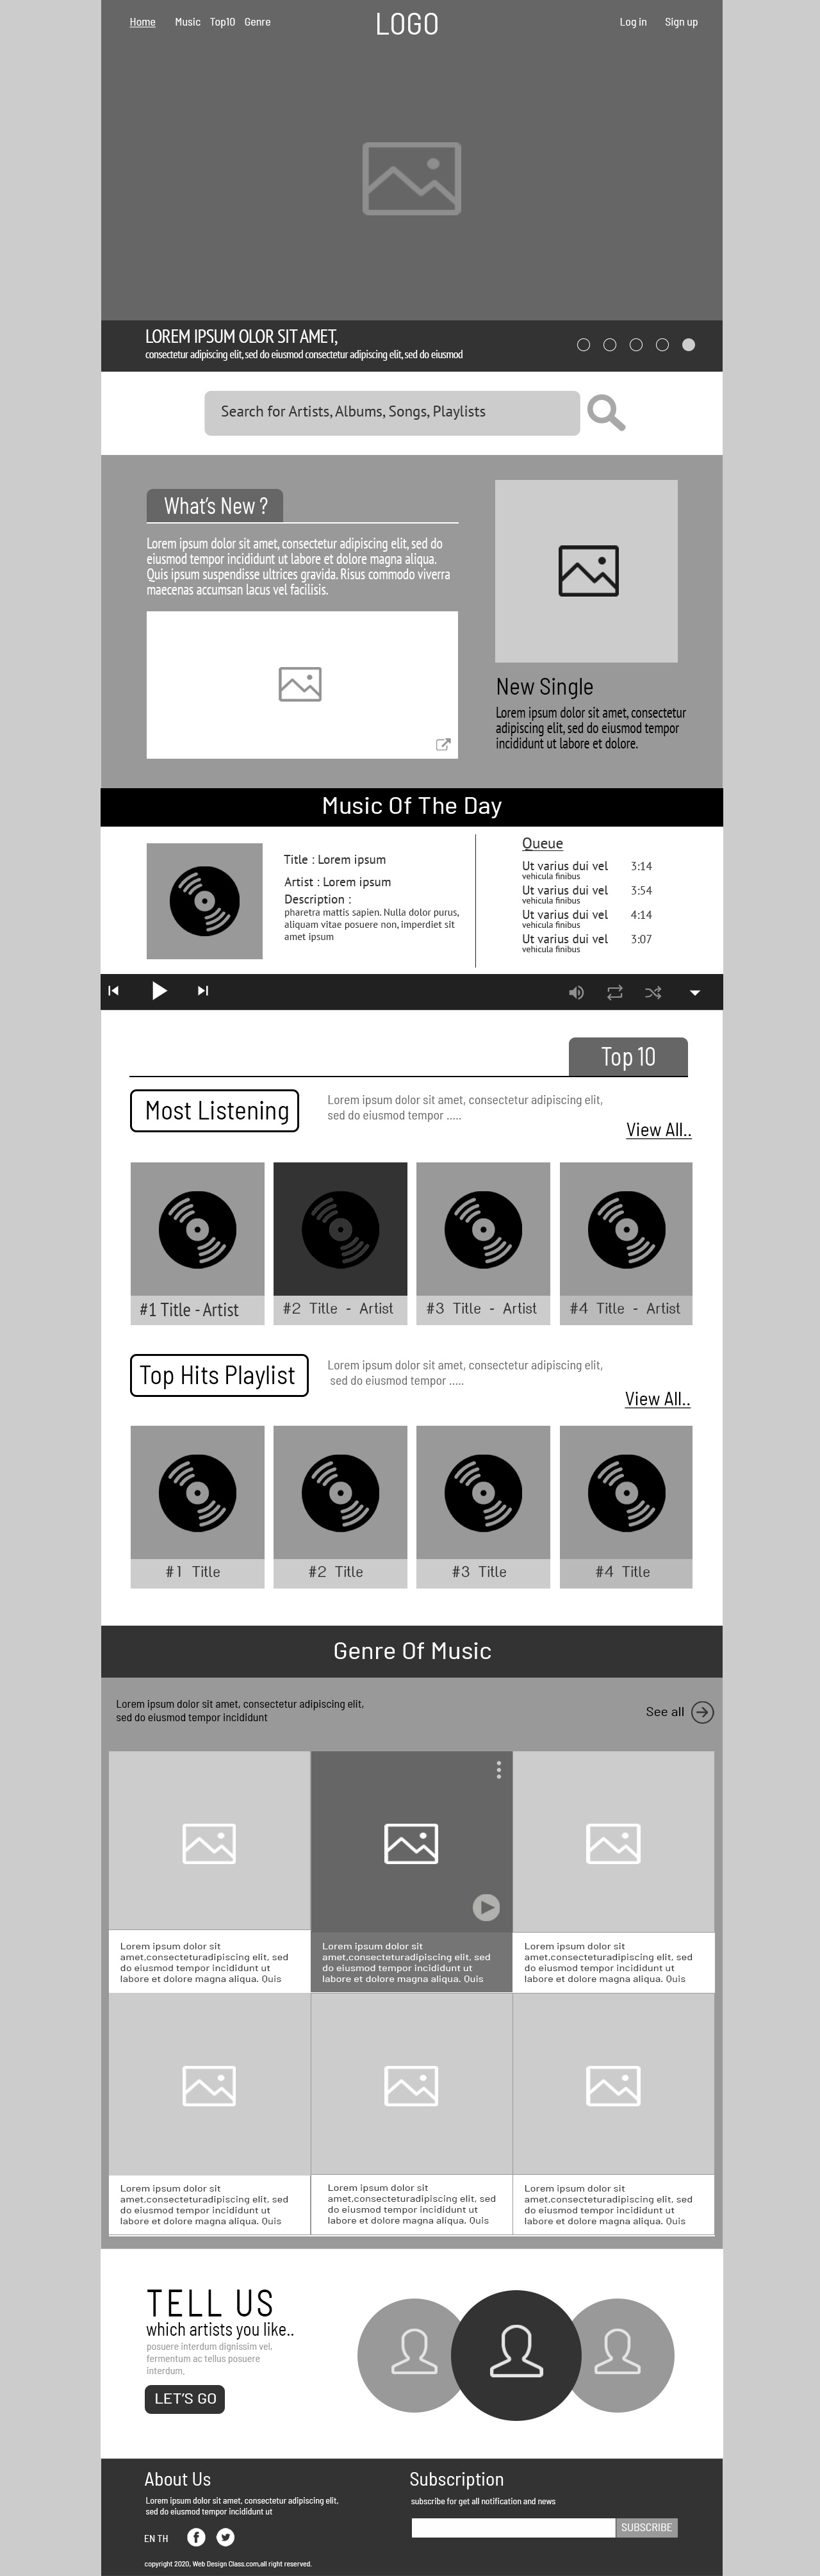 Home Music Top10 Genre LOGO Log in Sign up
LOREM IPSUM OLOR SIT AMET,
consectetur adipiscing elit, sed do eiusmod consectetur adipiscing elit, sed do eiusmod
Search for Artists, Albums, Songs, Playlists
What's New ?
Lorem ipsum dolor sit amet, consectetur adipiscing elit, sed do
eiusmod tempor incididunt ut labore et dolore magna aliqua.
Quis ipsum suspendisse ultrices gravida. Risus commodo viverra
maecenas accumsan lacus vel facilisis.
New Single
Lorem ipsum dolor sit amet, consectetur
adipiscing elit, sed do eiusmod tempor
incididunt ut labore et dolore.
Music Of The Day
Title : Lorem ipsum
Artist : Lorem ipsum
Description :
pharetra mattis sapien. Nulla dolor purus,
aliquam vitae posuere non, imperdiet sit
amet ipsum
Queue
Ut varius dui vel 3:14
vehicula finibus
Ut varius dui vel 3:54
vehicula finibus
Ut varius dui vel 4:14
vehicula finibus
Ut varius dui vel 3:07
vehicula finibus
Top 10
Most Listening
Lorem ipsum dolor sit amet, consectetur adipiscing elit,
sed do eiusmod tempor .....
View All..
#1 Title - Artist
#2 Title - Artist
#3 Title - Artist
#4 Title - Artist
Top Hits Playlist
Lorem ipsum dolor sit amet, consectetur adipiscing elit,
sed do eiusmod tempor .....
View All..
#1 Title
#2 Title
#3 Title
#4 Title
Genre Of Music
Lorem ipsum dolor sit amet, consectetur adipiscing elit,
sed do eiusmod tempor incididunt
See all
Lorem ipsum dolor sit
amet,consecteturadipiscing elit, sed
do eiusmod tempor incididunt ut
labore et dolore magna aliqua. Quis
Lorem ipsum dolor sit
amet,consecteturadipiscing elit, sed
do eiusmod tempor incididunt ut
labore et dolore magna aliqua. Quis
Lorem ipsum dolor sit
amet,consecteturadipiscing elit, sed
do eiusmod tempor incididunt ut
labore et dolore magna aliqua. Quis
Lorem ipsum dolor sit
amet,consecteturadipiscing elit, sed
do eiusmod tempor incididunt ut
labore et dolore magna aliqua. Quis
Lorem ipsum dolor sit
amet,consecteturadipiscing elit, sed
do eiusmod tempor incididunt ut
labore et dolore magna aliqua. Quis
Lorem ipsum dolor sit
amet,consecteturadipiscing elit, sed
do eiusmod tempor incididunt ut
labore et dolore magna aliqua. Quis
TELL US
which artists you like..
posuere interdum dignissim vel,
fermentum ac tellus posuere
interdum.
LET'S GO
About Us
Lorem ipsum dolor sit amet, consectetur adipiscing elit,
sed do eiusmod tempor incididunt ut
EN TH
copyright 2020, Web Design Class.com,all right reserved.
Subscription
subscribe for get all notification and news
SUBSCRIBE